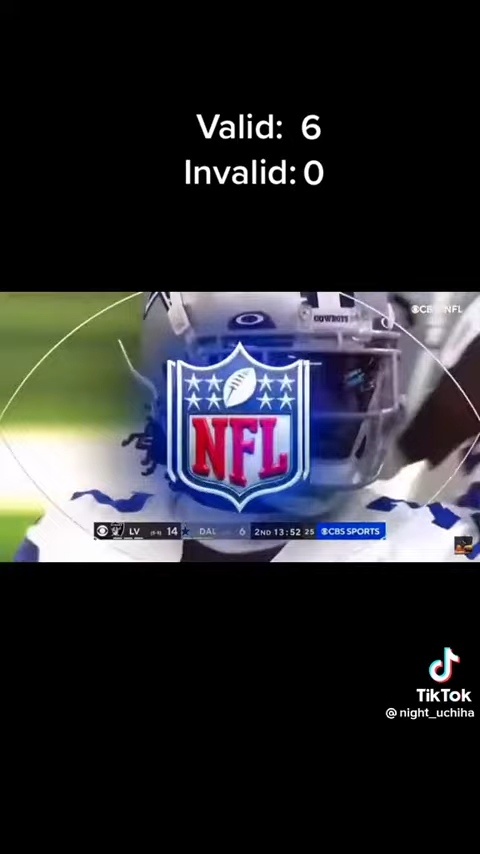 Valid: 6
Invalid: 0
CBS NFL
COWBOYS
NFL
LV 14 DAL 6 2ND 13:52 25 CBS SPORTS
TikTok
@night_uchiha